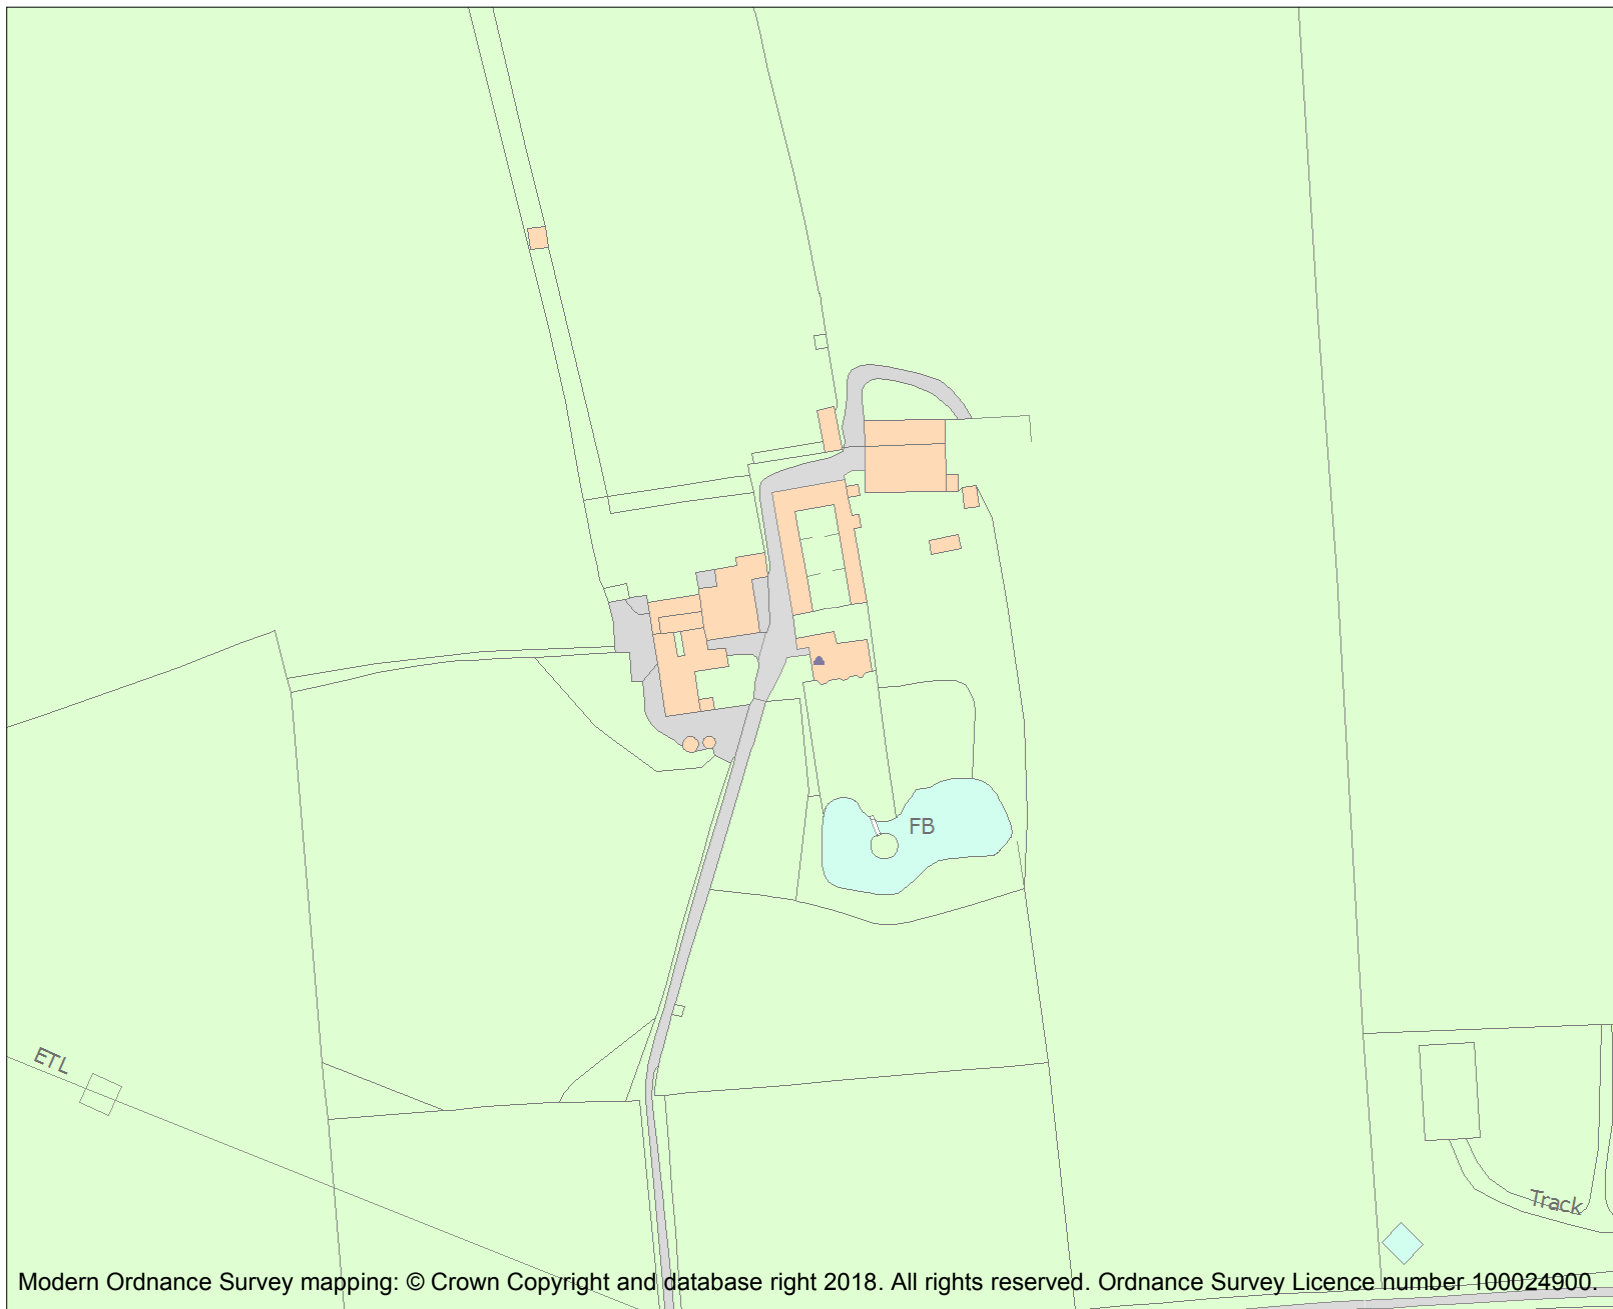 FB
ETL
Track
Modern Ordnance Survey mapping: © Crown Copyright and database right 2018. All rights reserved. Ordnance Survey Licence number 100024900.